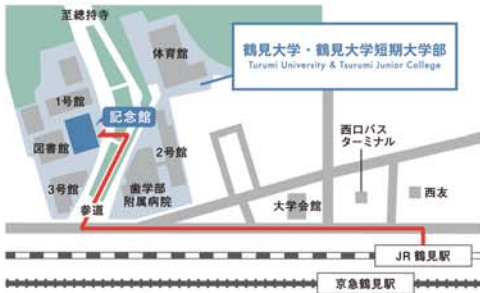 至總持寺
体育館
鶴見大学・鶴見大学短期大学部
Turumi University & Tsurumi Junior College
1号館
記念館
図書館
2号館
西口バス
ターミナル
3号館
歯学部
附属病院
大学会館
西友
参道
JR 鶴見駅
京急鶴見駅